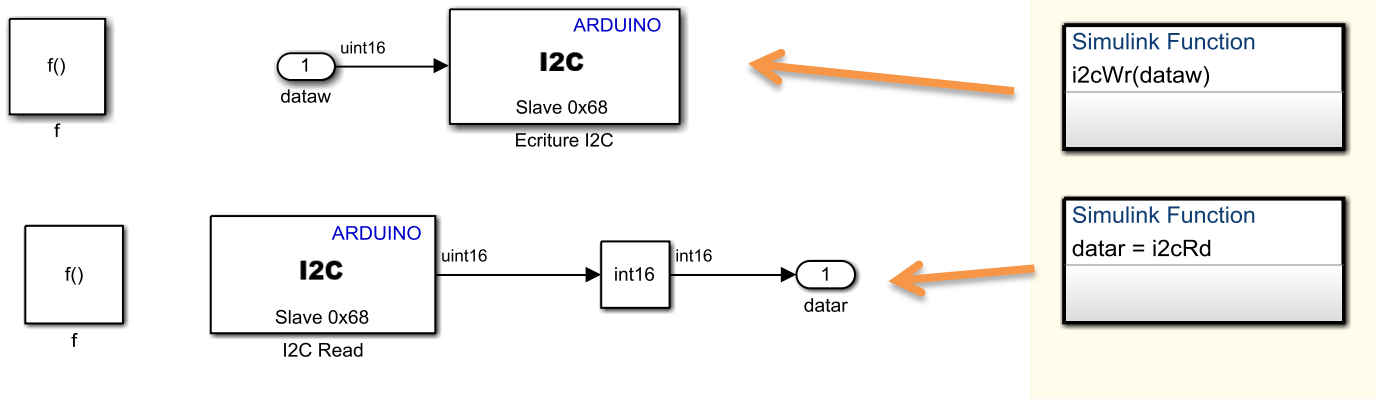 f()
f
1
dataw
uint16
ARDUINO
I2C
Slave 0x68
Ecriture I2C
Simulink Function
i2cWr(dataw)
f()
f
ARDUINO
I2C
Slave 0x68
I2C Read
uint16
int16
int16
1
datar
Simulink Function
datar = i2cRd